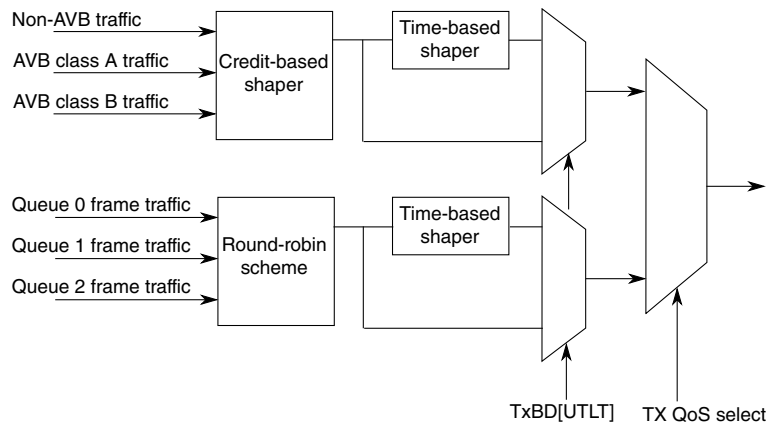 Non-AVB traffic
AVB class A traffic
AVB class B traffic
Credit-based
shaper
Time-based
shaper
Queue 0 frame traffic
Queue 1 frame traffic
Queue 2 frame traffic
Round-robin
scheme
Time-based
shaper
TxBD[UTLT]
TX QoS select